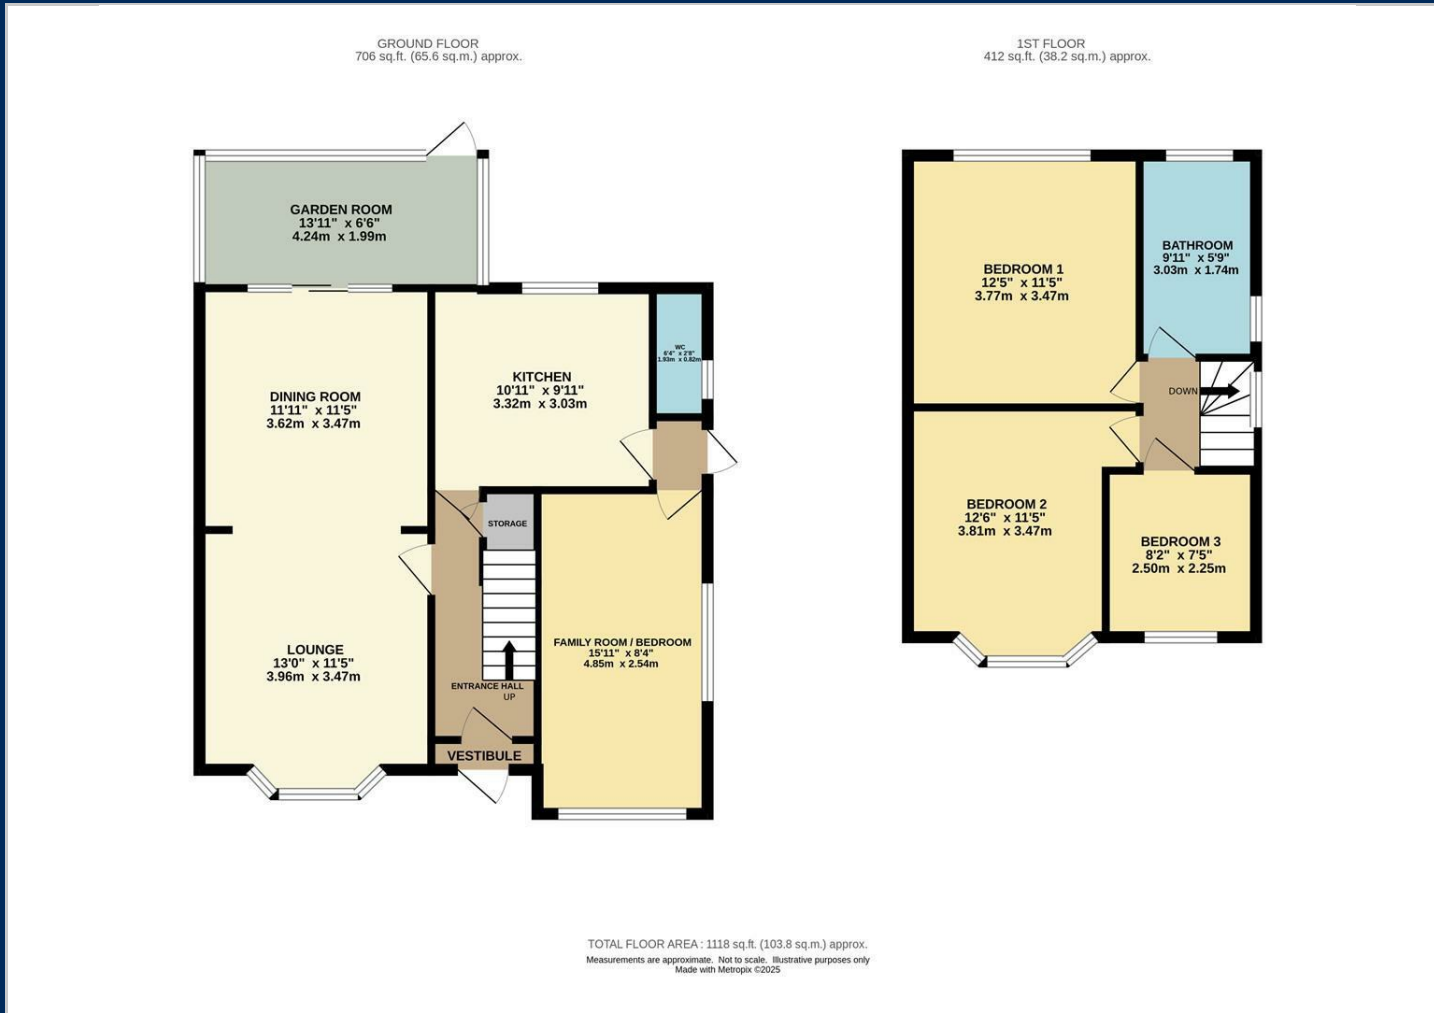 GROUND FLOOR
706 sq.ft. (65.6 sq.m.) approx.
1ST FLOOR
412 sq.ft. (38.2 sq.m.) approx.
GARDEN ROOM
13'11" x 6'6"
4.24m x 1.99m
DINING ROOM
11'11" x 11'5"
3.62m x 3.47m
KITCHEN
10'11" x 9'11"
3.32m x 3.03m
WC
6'4" x 2'8"
1.93m x 0.82m
STORAGE
LOUNGE
13'0" x 11'5"
3.96m x 3.47m
ENTRANCE HALL
UP
VESTIBULE
FAMILY ROOM / BEDROOM
15'11" x 8'4"
4.85m x 2.54m
BEDROOM 1
12'5" x 11'5"
3.77m x 3.47m
BATHROOM
9'11" x 5'9"
3.03m x 1.74m
DOWN
BEDROOM 2
12'6" x 11'5"
3.81m x 3.47m
BEDROOM 3
8'2" x 7'5"
2.50m x 2.25m
TOTAL FLOOR AREA : 1118 sq.ft. (103.8 sq.m.) approx.
Measurements are approximate. Not to scale. Illustrative purposes only
Made with Metropix ©2025